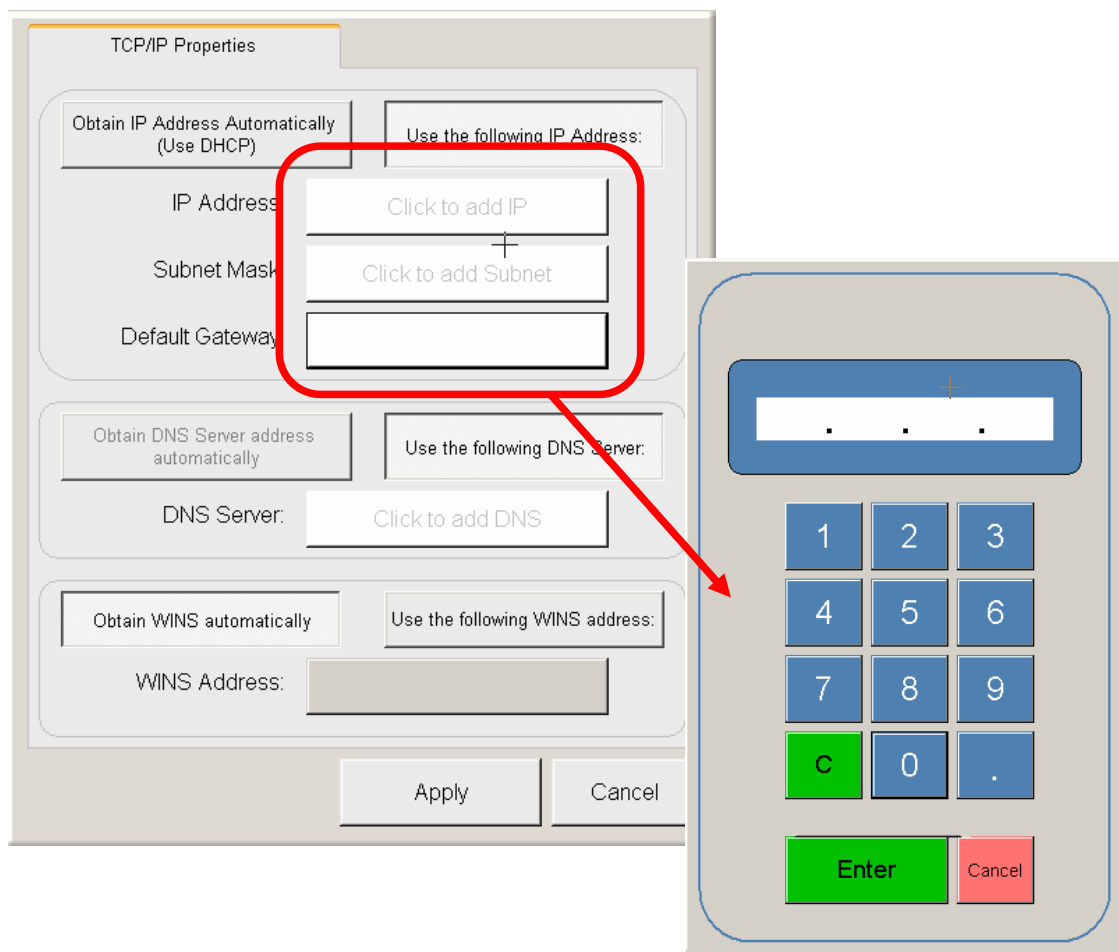 TCP/IP Properties
Obtain IP Address Automatically
(Use DHCP)
Use the following IP Address:
IP Address
Click to add IP
Subnet Mask
Click to add Subnet
Default Gateway
Obtain DNS Server address
automatically
Use the following DNS Server:
DNS Server:
Click to add DNS
Obtain WINS automatically
Use the following WINS address:
WINS Address:
Apply
Cancel
. . .
1 2 3
4 5 6
7 8 9
C 0 .
Enter
Cancel